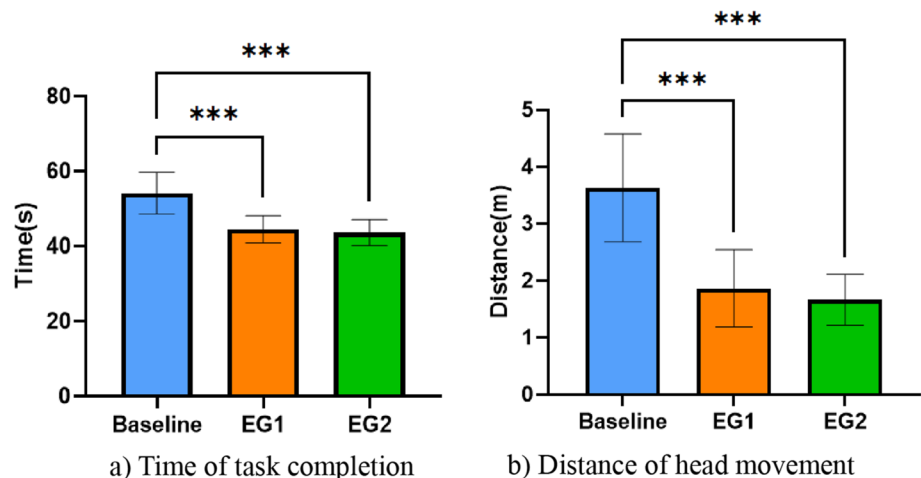 ***
***
80
60
40
20
0
Time(s)
Baseline EG1 EG2
a) Time of task completion
***
***
5
4
3
2
1
0
Distance(m)
Baseline EG1 EG2
b) Distance of head movement